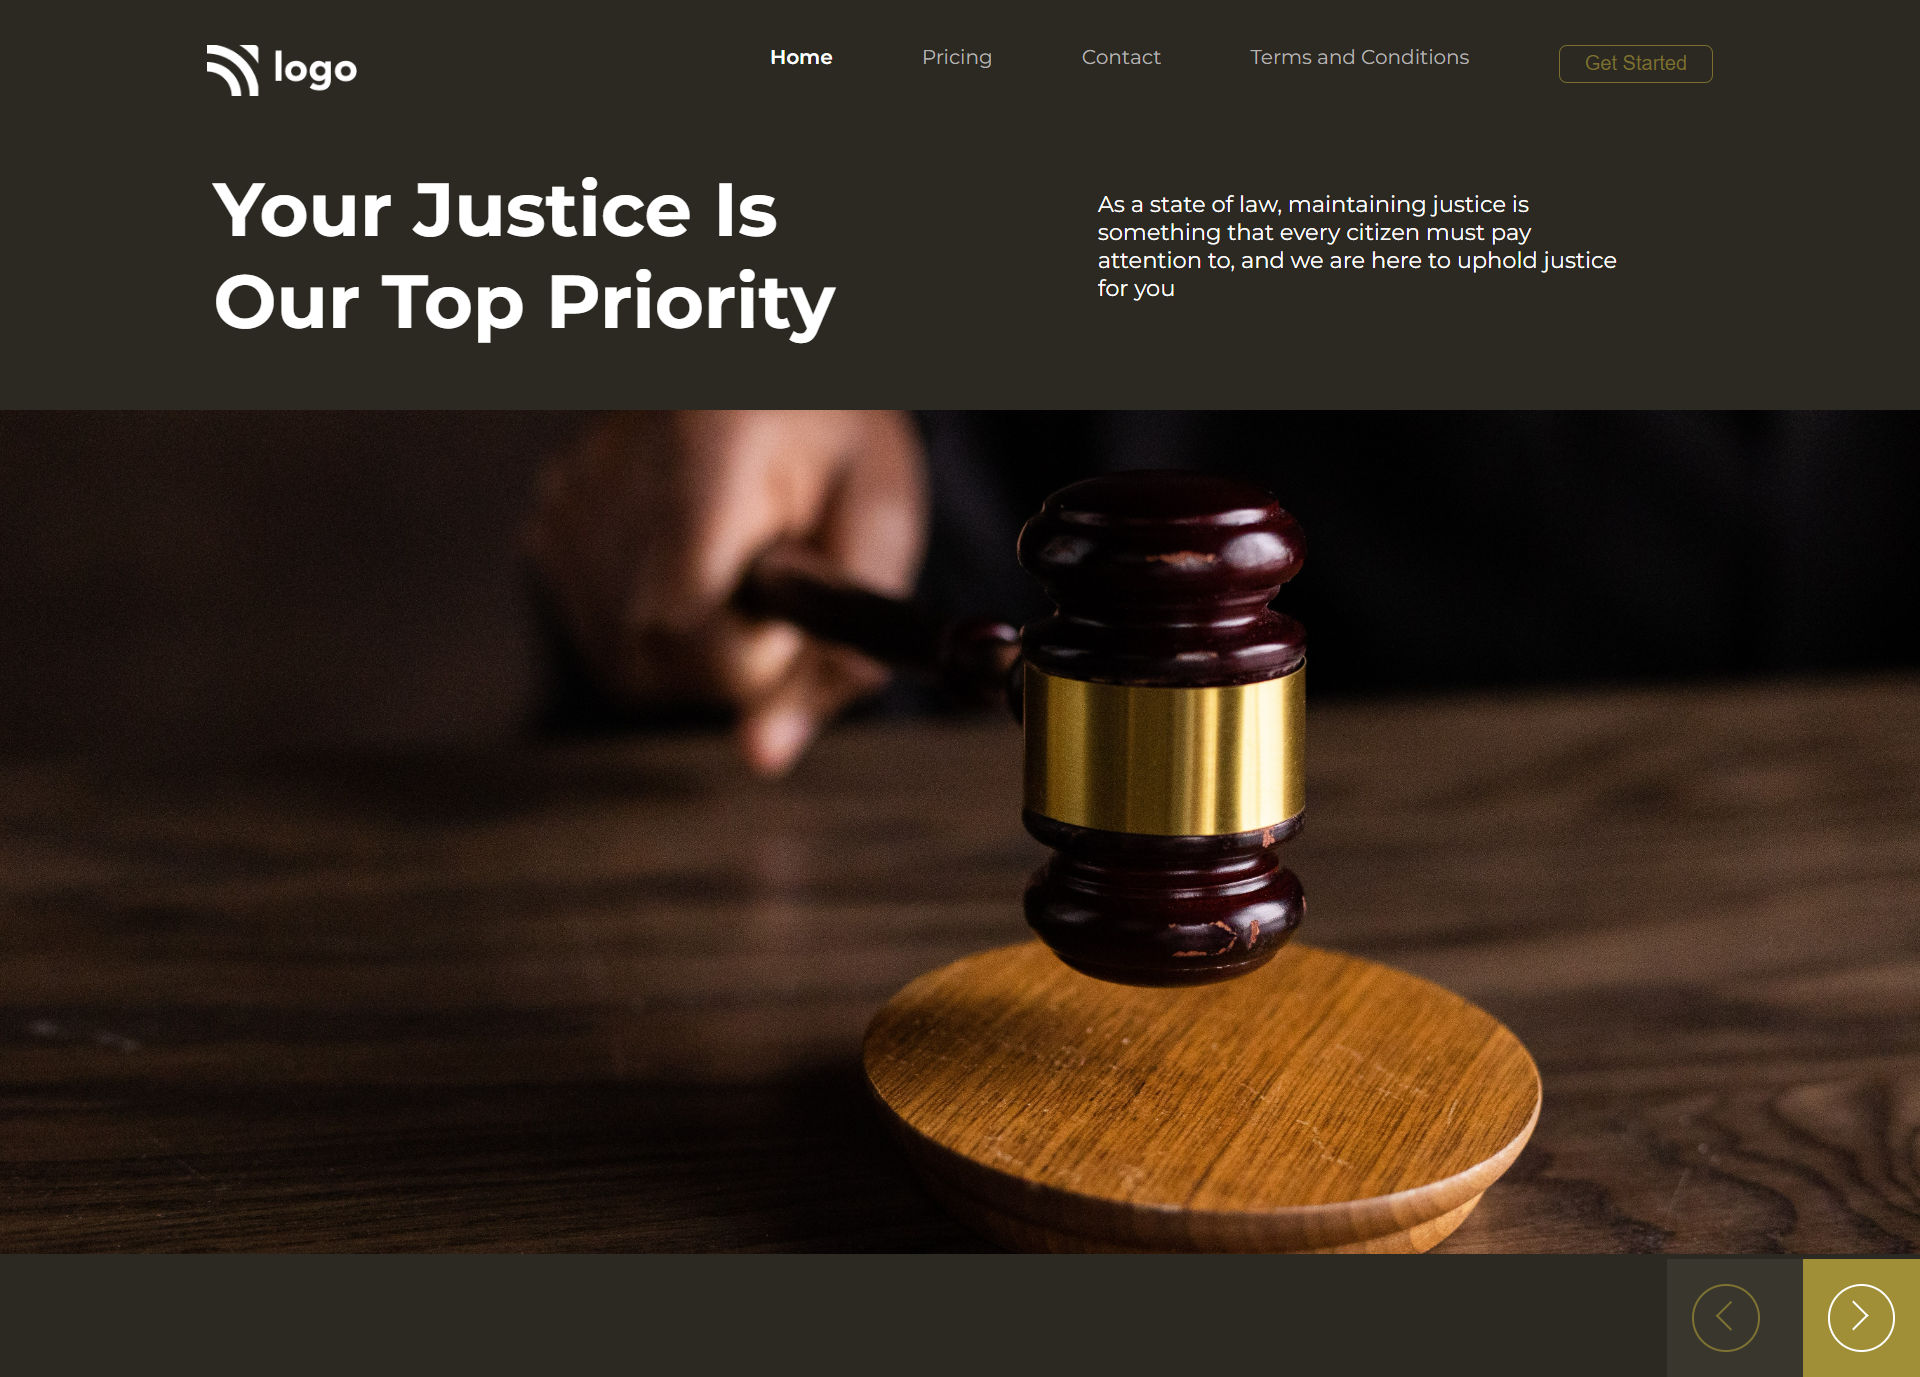 logo
Home
Pricing
Contact
Terms and Conditions
Get Started
Your Justice Is
Our Top Priority
As a state of law, maintaining justice is
something that every citizen must pay
attention to, and we are here to uphold justice
for you